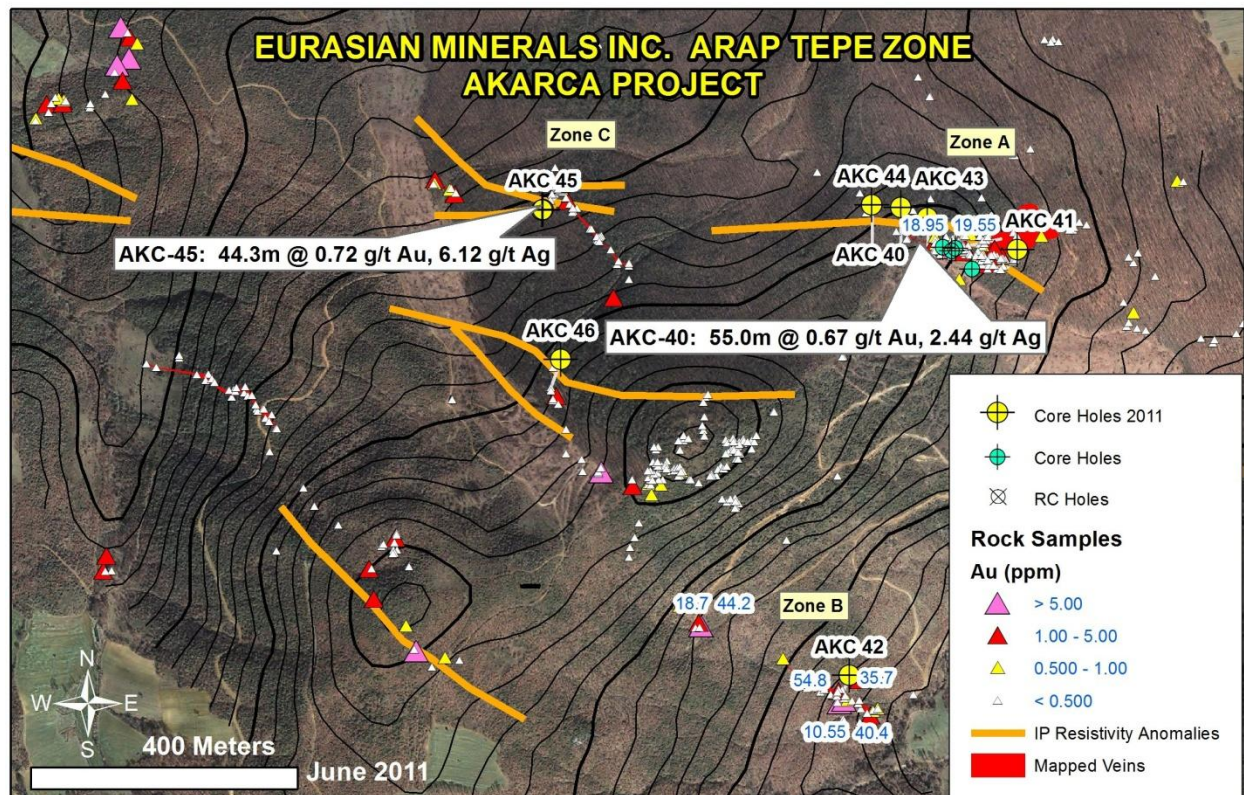 EURASIAN MINERALS INC.  ARAP TEPE ZONE
AKARCA PROJECT
Zone C
Zone A
AKC 45
AKC 44
AKC 43
18.95
19.55
AKC 41
AKC 40
AKC-45:  44.3m @ 0.72 g/t Au, 6.12 g/t Ag
AKC 46
AKC-40:  55.0m @ 0.67 g/t Au, 2.44 g/t Ag
18.7
44.2
Zone B
AKC 42
54.8
35.7
10.55
40.4
Core Holes 2011
Core Holes
RC Holes
Rock Samples
Au (ppm)
> 5.00
1.00 - 5.00
0.500 - 1.00
< 0.500
IP Resistivity Anomalies
Mapped Veins
N
W
E
S
400 Meters
June 2011